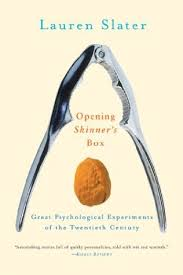 Lauren Slater
Opening
Skinner's
Box
Great Psychological Experiments
of the Twentieth Century